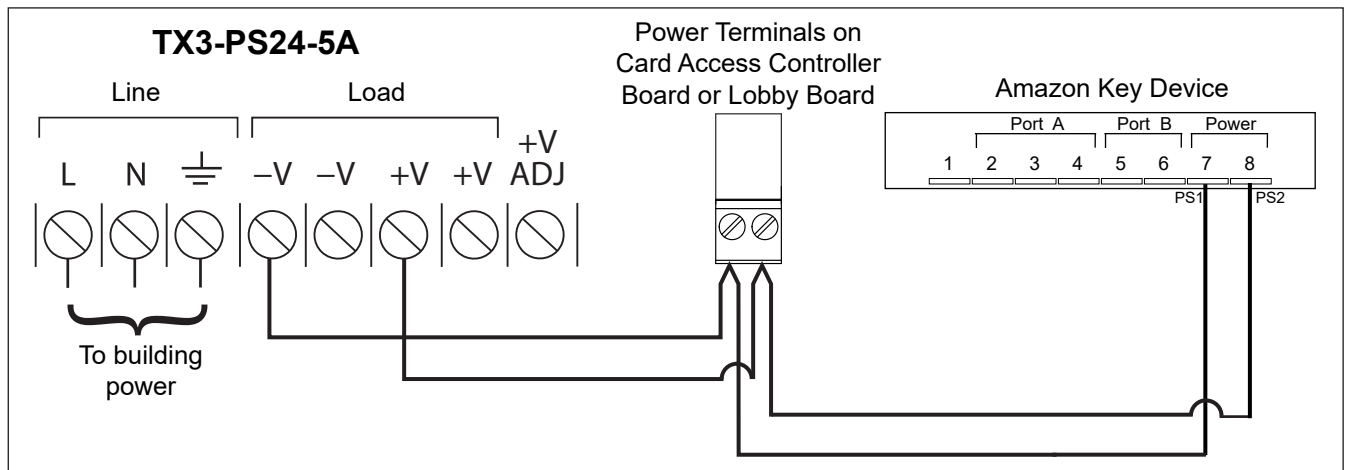 TX3-PS24-5A
Line
Load
L N –V –V +V +V
+V
ADJ
To building
power
Power Terminals on
Card Access Controller
Board or Lobby Board
Amazon Key Device
Port A Port B Power
1 2 3 4 5 6 7 8
PS1 PS2